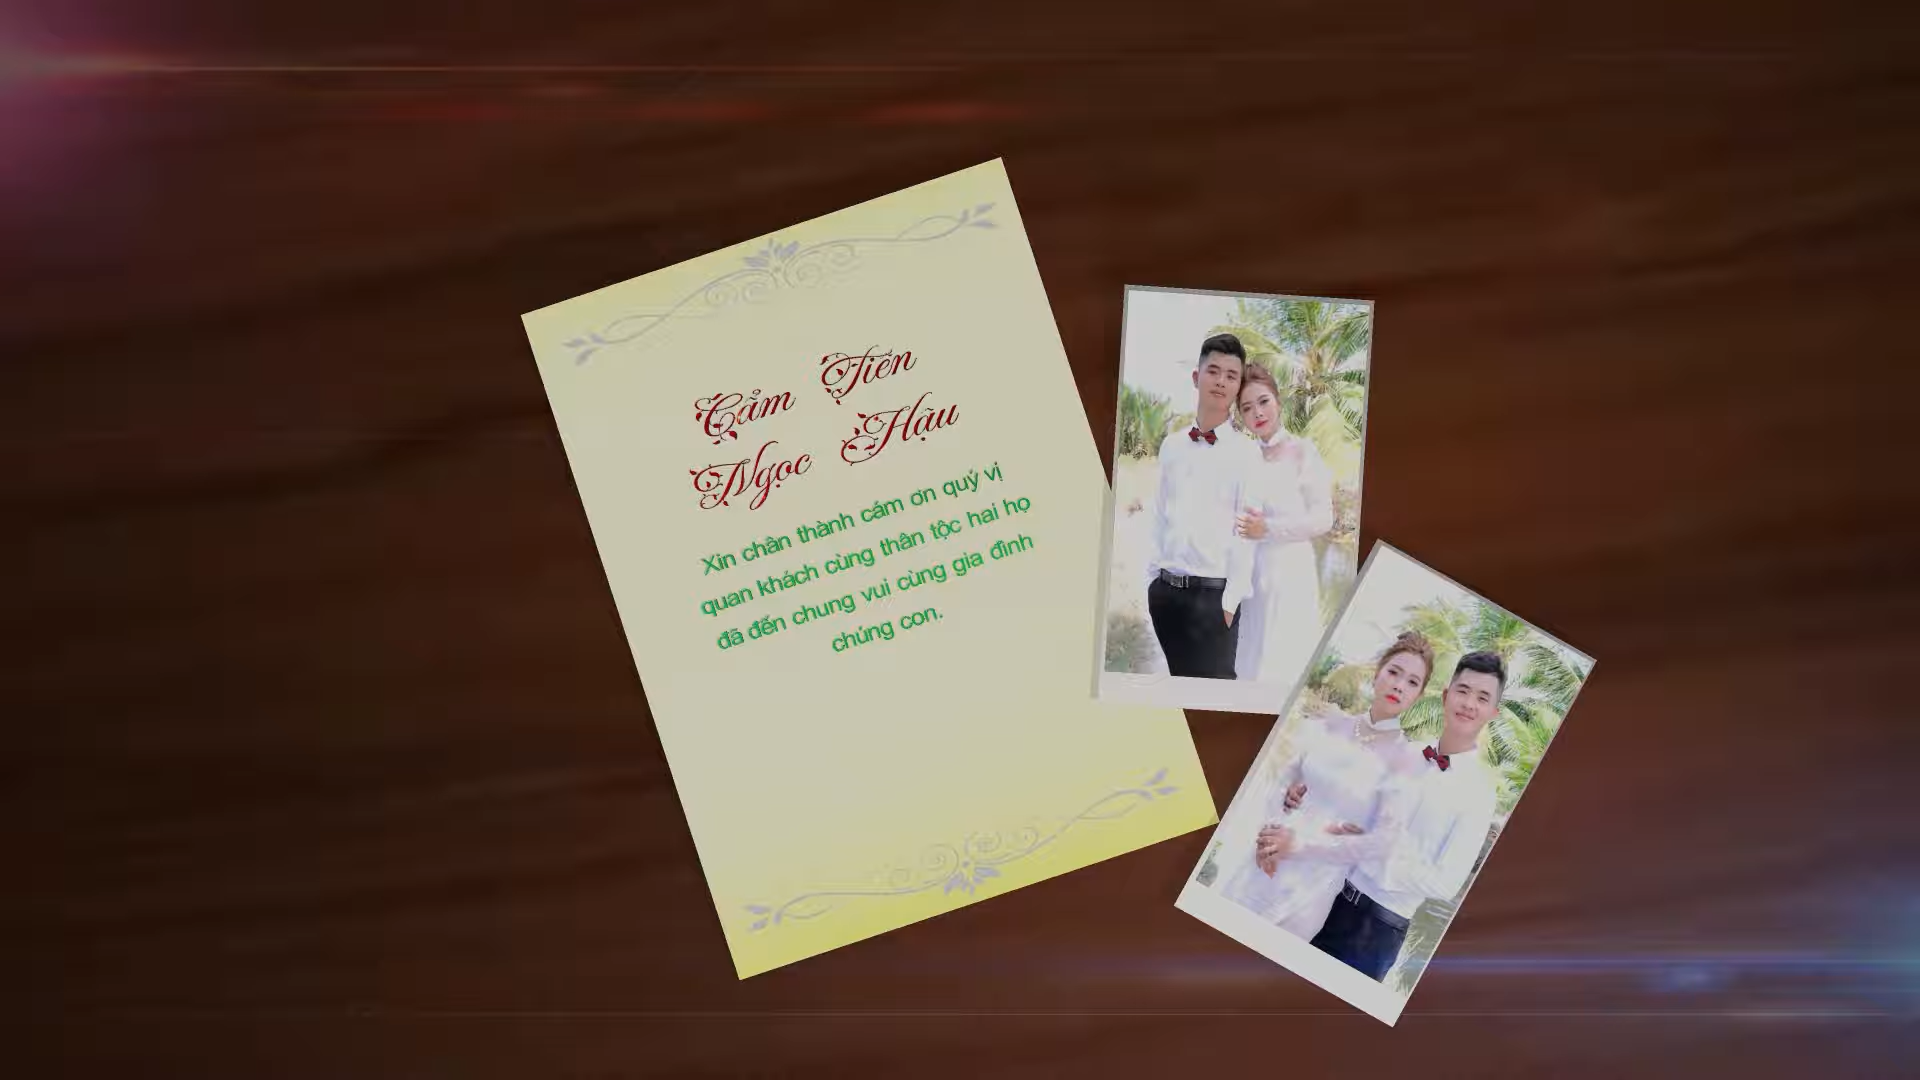 Cẩm Tiên
Ngọc Hậu
Xin chân thành cám ơn quý vị
quan khách cùng thân tộc hai họ
đã đến chung vui cùng gia đình
chúng con.